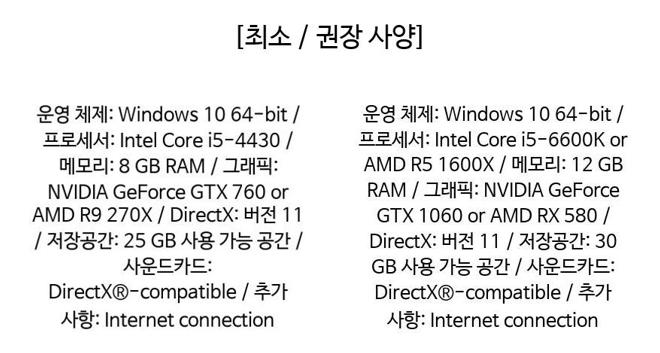 [최소 / 권장 사양]
운영 체제: Windows 10 64-bit /
프로세서: Intel Core i5-4430 /
메모리: 8 GB RAM / 그래픽:
NVIDIA GeForce GTX 760 or
AMD R9 270X / DirectX: 버전 11
/ 저장공간: 25 GB 사용 가능 공간 /
사운드카드:
DirectX®-compatible / 추가
사항: Internet connection
운영 체제: Windows 10 64-bit /
프로세서: Intel Core i5-6600K or
AMD R5 1600X / 메모리: 12 GB
RAM / 그래픽: NVIDIA GeForce
GTX 1060 or AMD RX 580 /
DirectX: 버전 11 / 저장공간: 30
GB 사용 가능 공간 / 사운드카드:
DirectX®-compatible / 추가
사항: Internet connection